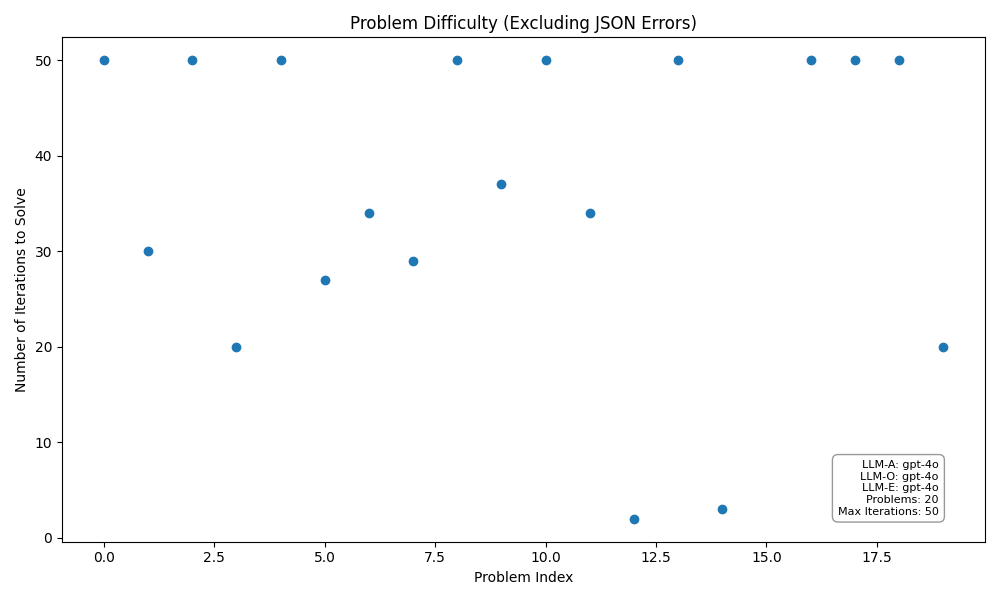 Problem Difficulty (Excluding JSON Errors)
Number of Iterations to Solve
50
40
30
20
10
0
LLM-A: gpt-4o
LLM-O: gpt-4o
LLM-E: gpt-4o
Problems: 20
Max Iterations: 50
0.0 2.5 5.0 7.5 10.0 12.5 15.0 17.5
Problem Index